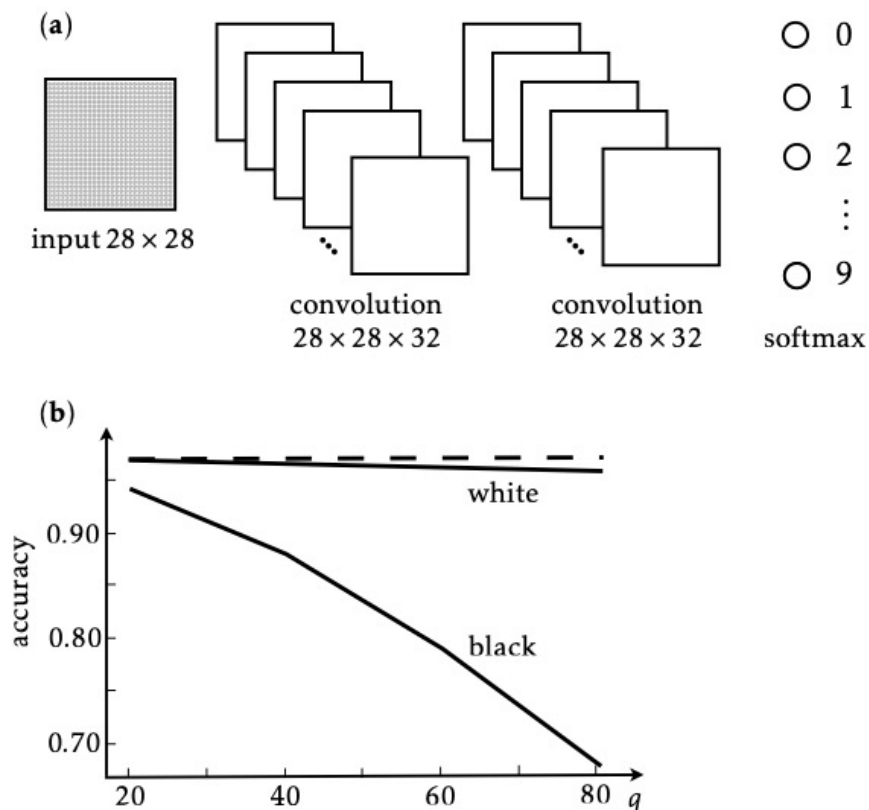 (a)
input 28 × 28
convolution
28 × 28 × 32
convolution
28 × 28 × 32
0
1
2
⋮
9
softmax
(b)
accuracy
0.90
0.80
0.70
white
black
20 40 60 80 q